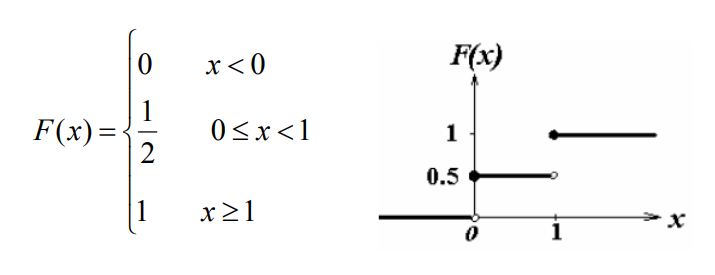 0 x < 0
F(x) = 1/2 0 ≤ x < 1
1 x ≥ 1
F(x)
1
0.5
0 1 x